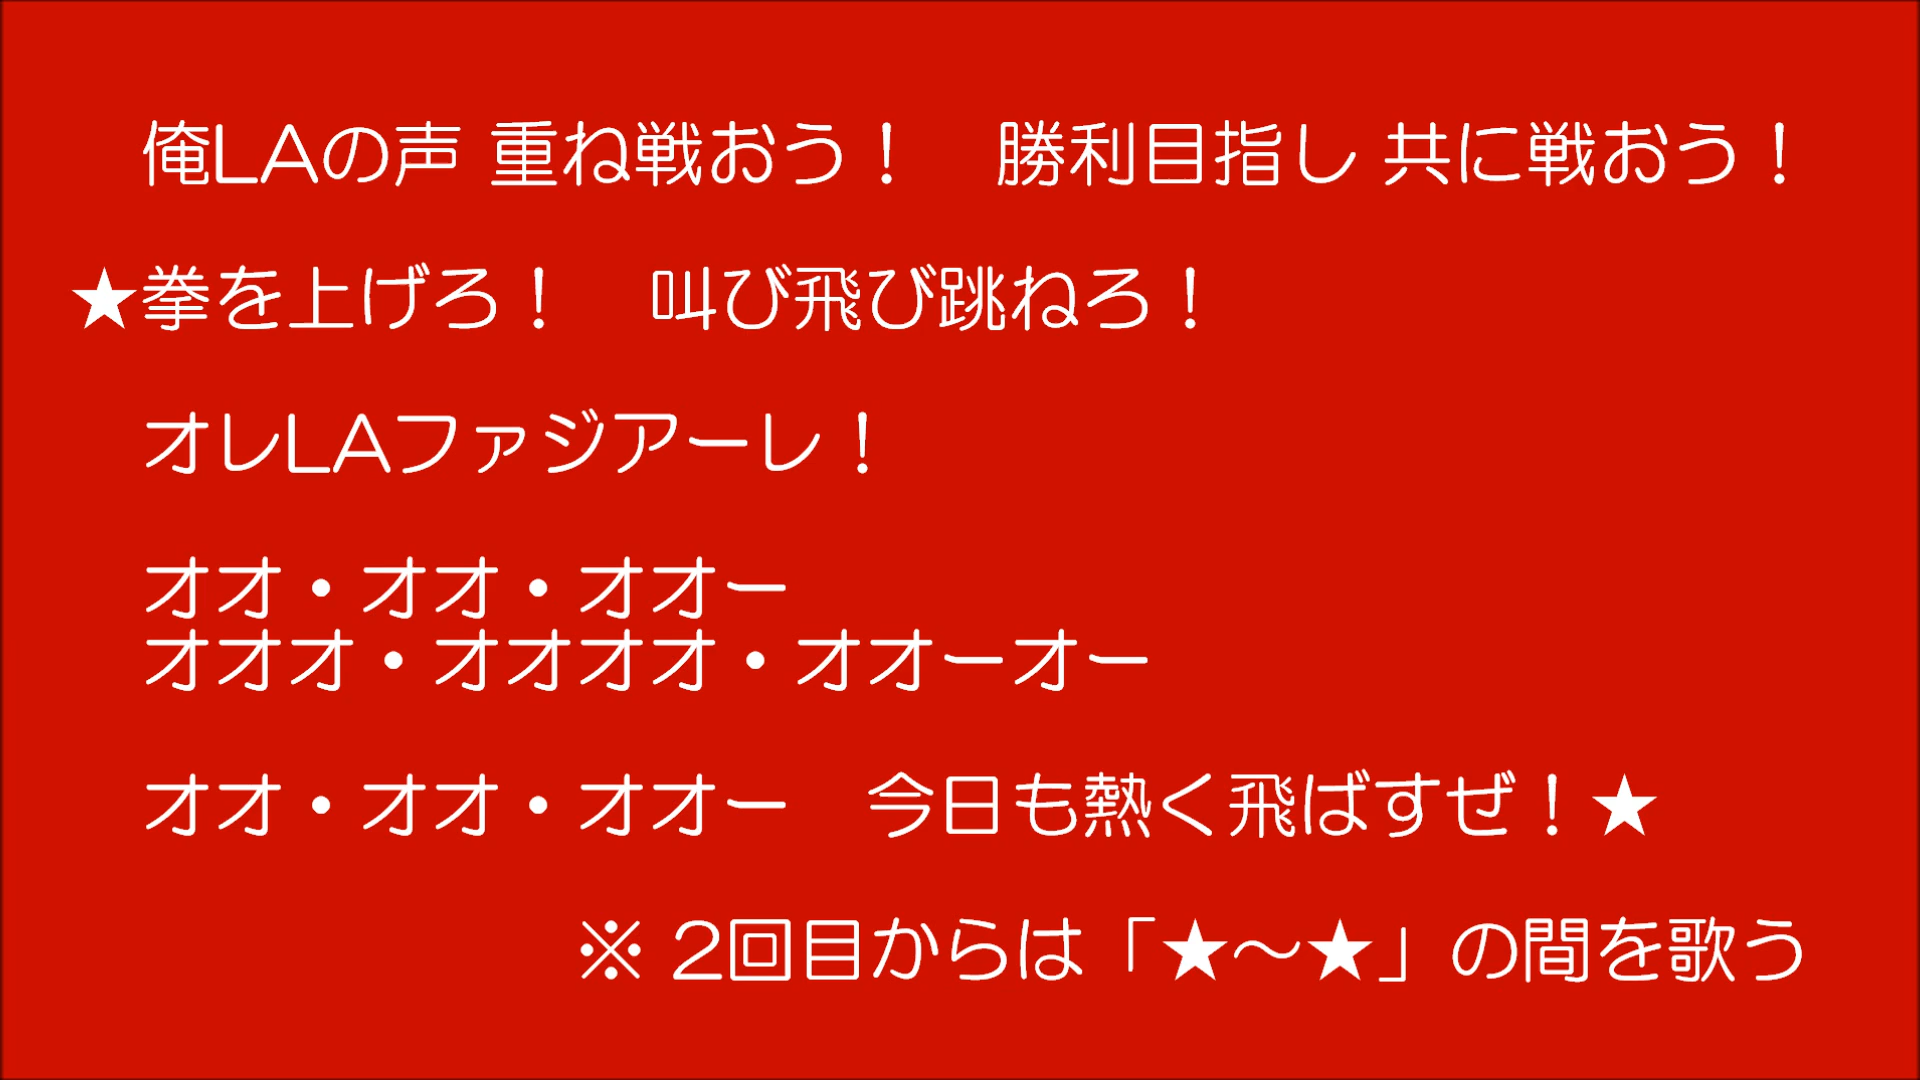 俺LAの声 重ね戦おう！　勝利目指し 共に戦おう！
★拳を上げろ！　叫び飛び跳ねろ！
オレLAファジアーレ！
オオ・オオ・オオー
オオオ・オオオオ・オオーオー
オオ・オオ・オオー　今日も熱く飛ばすぜ！★
※ 2回目からは「★～★」の間を歌う